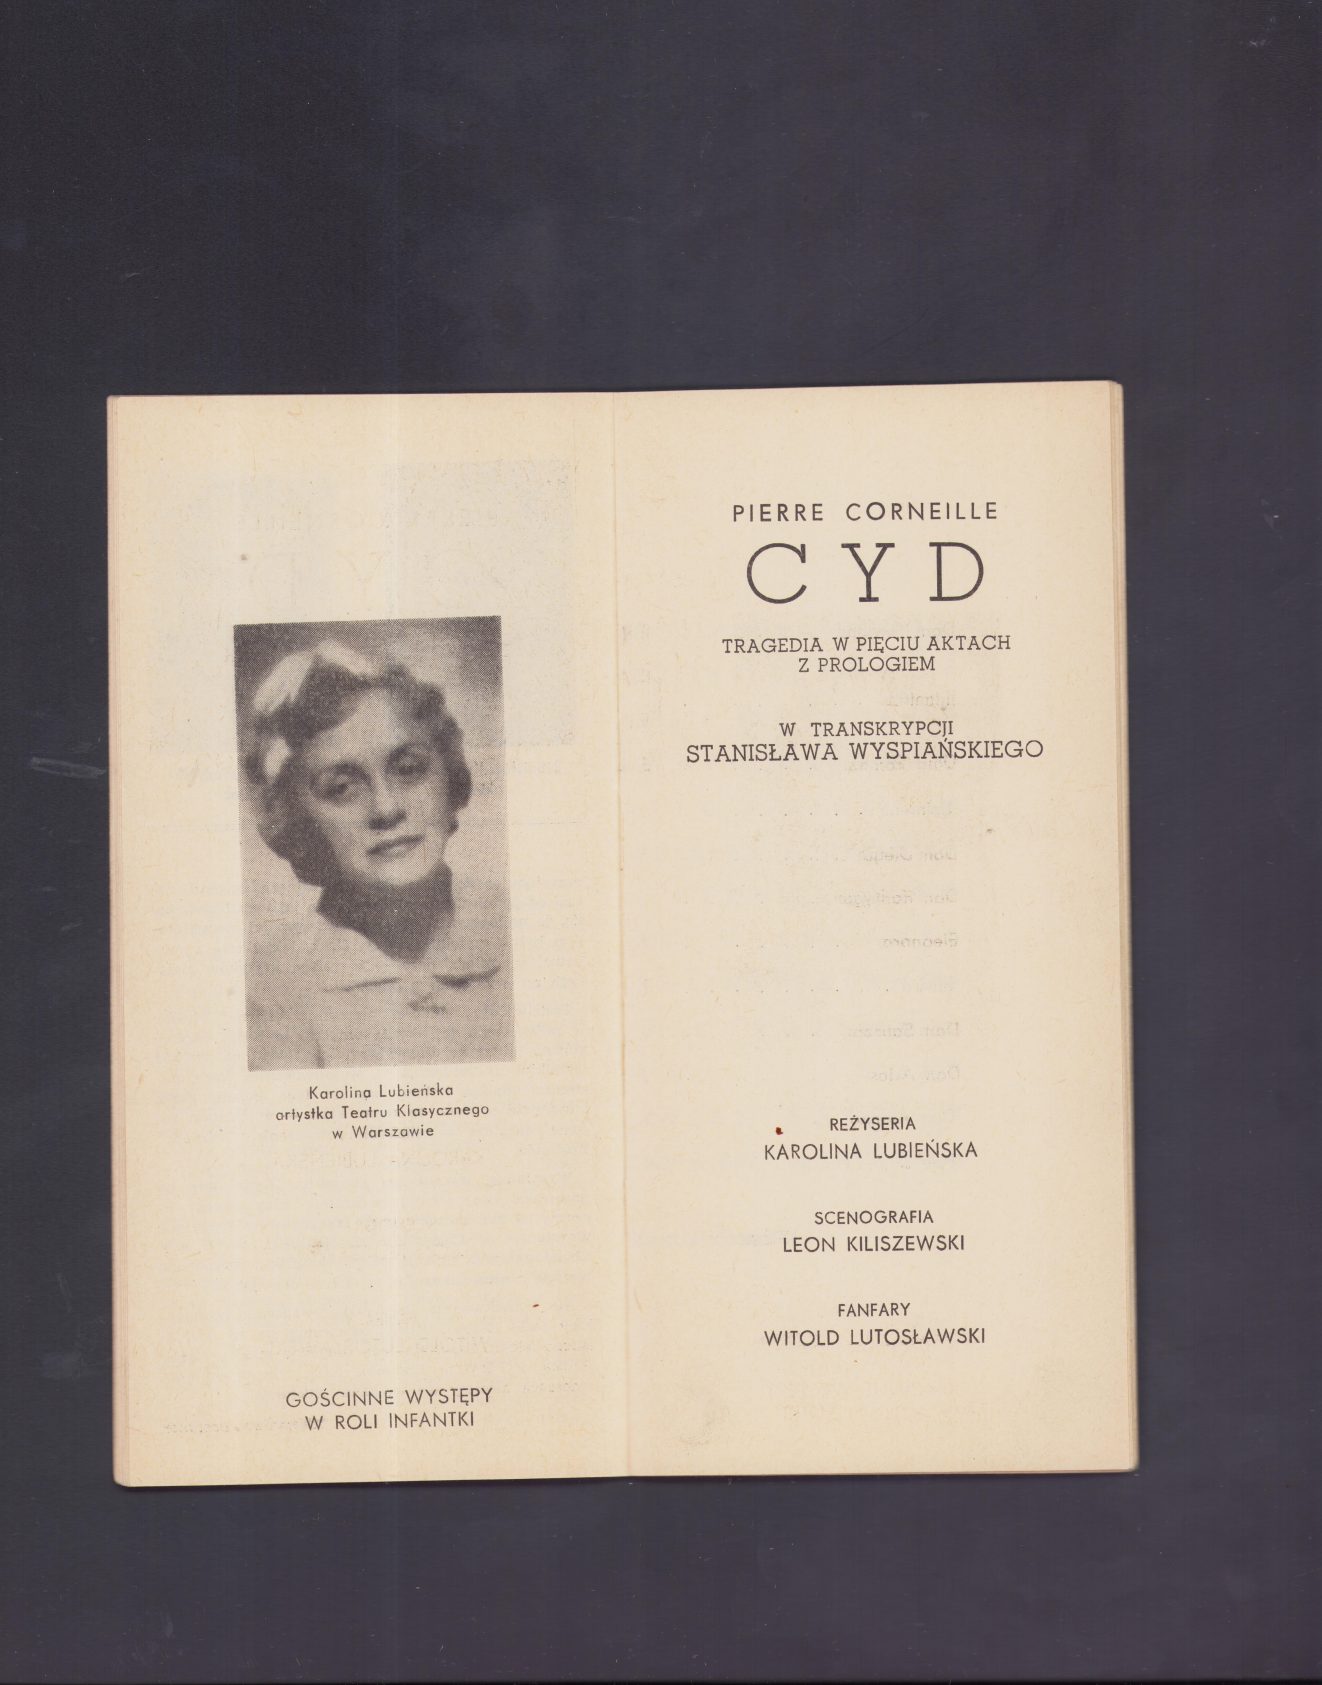 Karolina Lubieńska
artystka Teatru Klasycznego
w Warszawie
GOŚCINNE WYSTĘPY
W ROLI INFANTKI
PIERRE CORNEILLE
CYD
TRAGEDIA W PIĘCIU AKTACH
Z PROLOGIEM
W TRANSKRYPCJI
STANISŁAWA WYSPIAŃSKIEGO
REŻYSERIA
KAROLINA LUBIEŃSKA
SCENOGRAFIA
LEON KILISZEWSKI
FANFARY
WITOLD LUTOSŁAWSKI